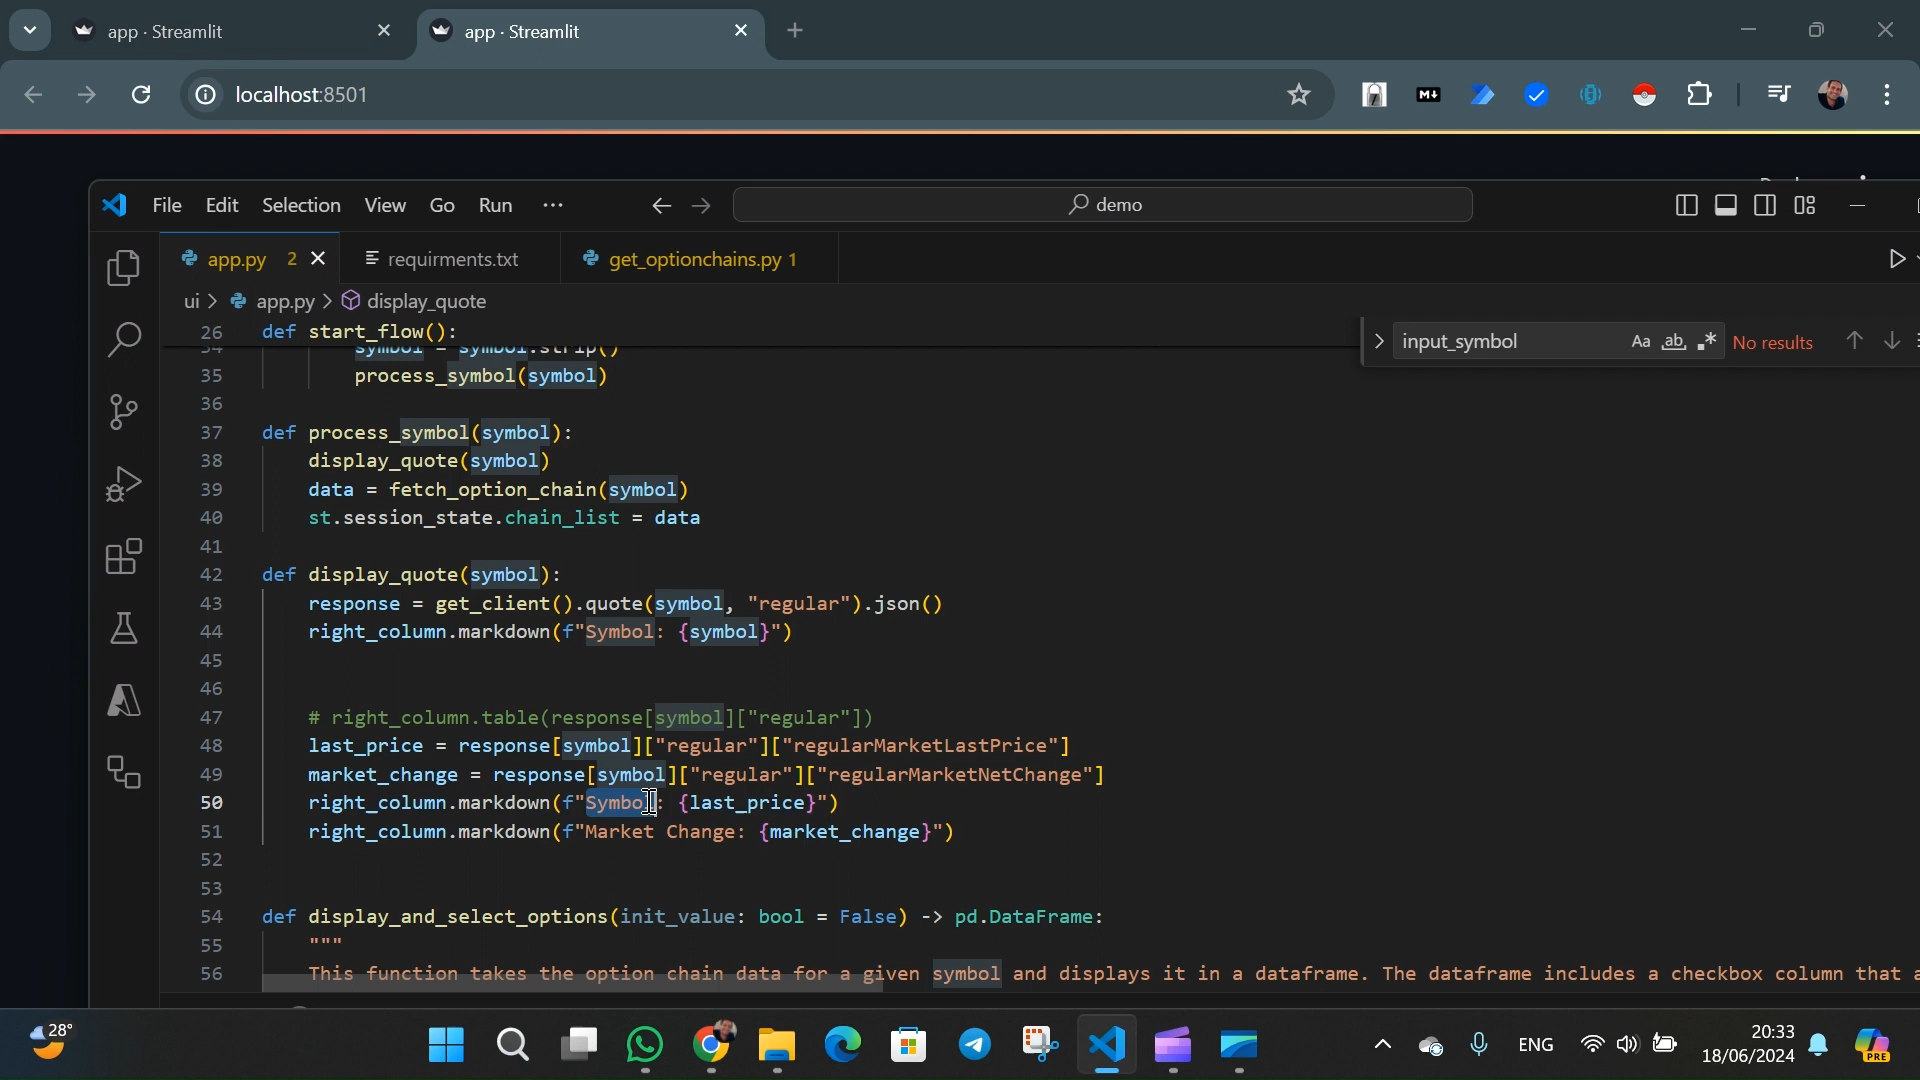 app · Streamlit
app · Streamlit
localhost:8501
M↓
File Edit Selection View Go Run ···
demo
app.py 2
requirments.txt
get_optionchains.py 1
ui > app.py > display_quote
26 def start_flow():
input_symbol
Aa ab .* No results
34 symbol = symbol.strip()
35 process_symbol(symbol)
36
37 def process_symbol(symbol):
38 display_quote(symbol)
39 data = fetch_option_chain(symbol)
40 st.session_state.chain_list = data
41
42 def display_quote(symbol):
43 response = get_client().quote(symbol, "regular").json()
44 right_column.markdown(f"Symbol: {symbol}")
45
46
47 # right_column.table(response[symbol]["regular"])
48 last_price = response[symbol]["regular"]["regularMarketLastPrice"]
49 market_change = response[symbol]["regular"]["regularMarketNetChange"]
50 right_column.markdown(f"Symbol: {last_price}")
51 right_column.markdown(f"Market Change: {market_change}")
52
53
54 def display_and_select_options(init_value: bool = False) -> pd.DataFrame:
55 """
56 This function takes the option chain data for a given symbol and displays it in a dataframe. The dataframe includes a checkbox column that a
28°
ENG
20:33
18/06/2024
PRE